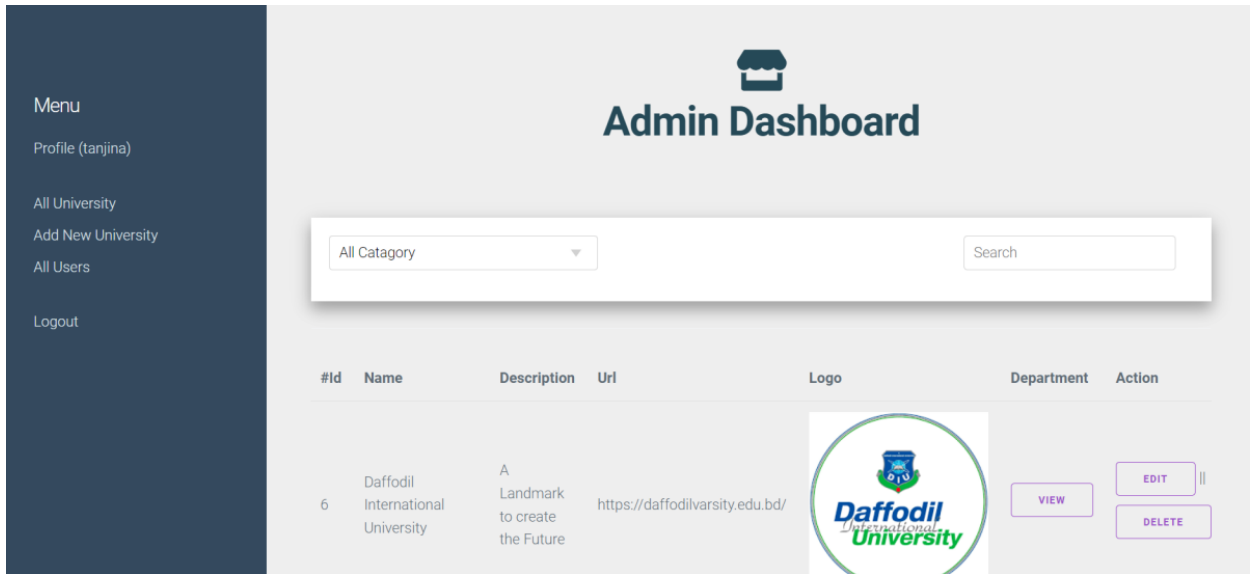 Menu
Profile (tanjina)
All University
Add New University
All Users
Logout
Admin Dashboard
All Catagory
Search
#Id Name Description Url Logo Department Action
6
Daffodil
International
University
A
Landmark
to create
the Future
https://daffodilvarsity.edu.bd/
DIU
Daffodil
International
University
VIEW
EDIT ||
DELETE